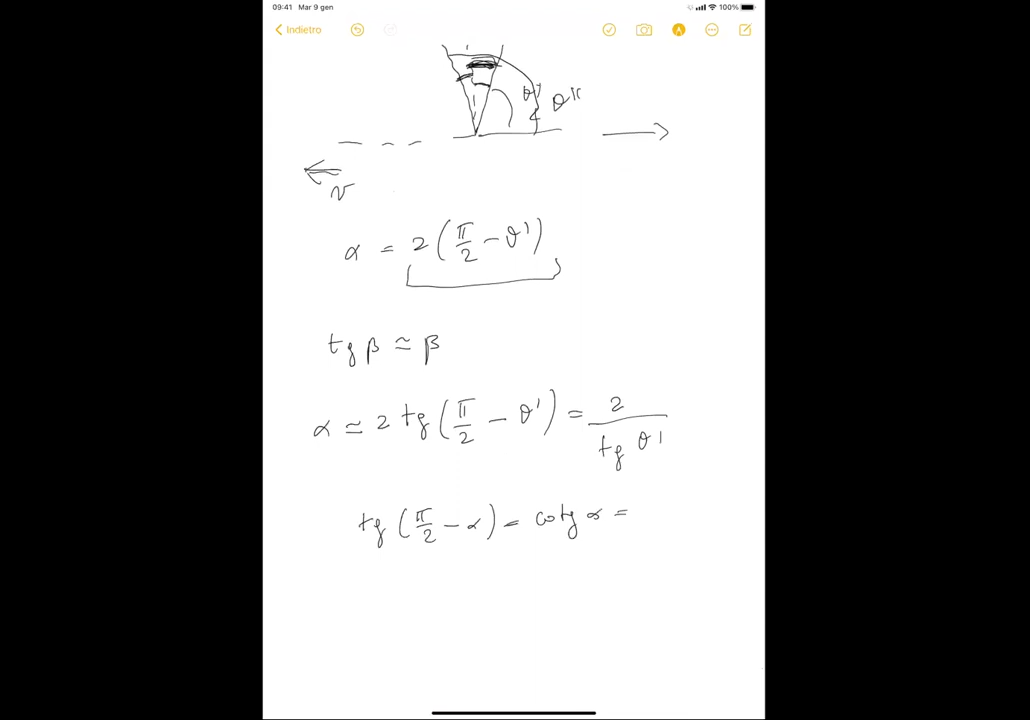 09:41 Mar 9 gen 100%
Indietro
θ' θ"
v
α = 2 (π/2 − θ')
tg β ≃ β
α ≃ 2 tg (π/2 − θ') = 2 / tg θ'
tg (π/2 − α) = cotg α =